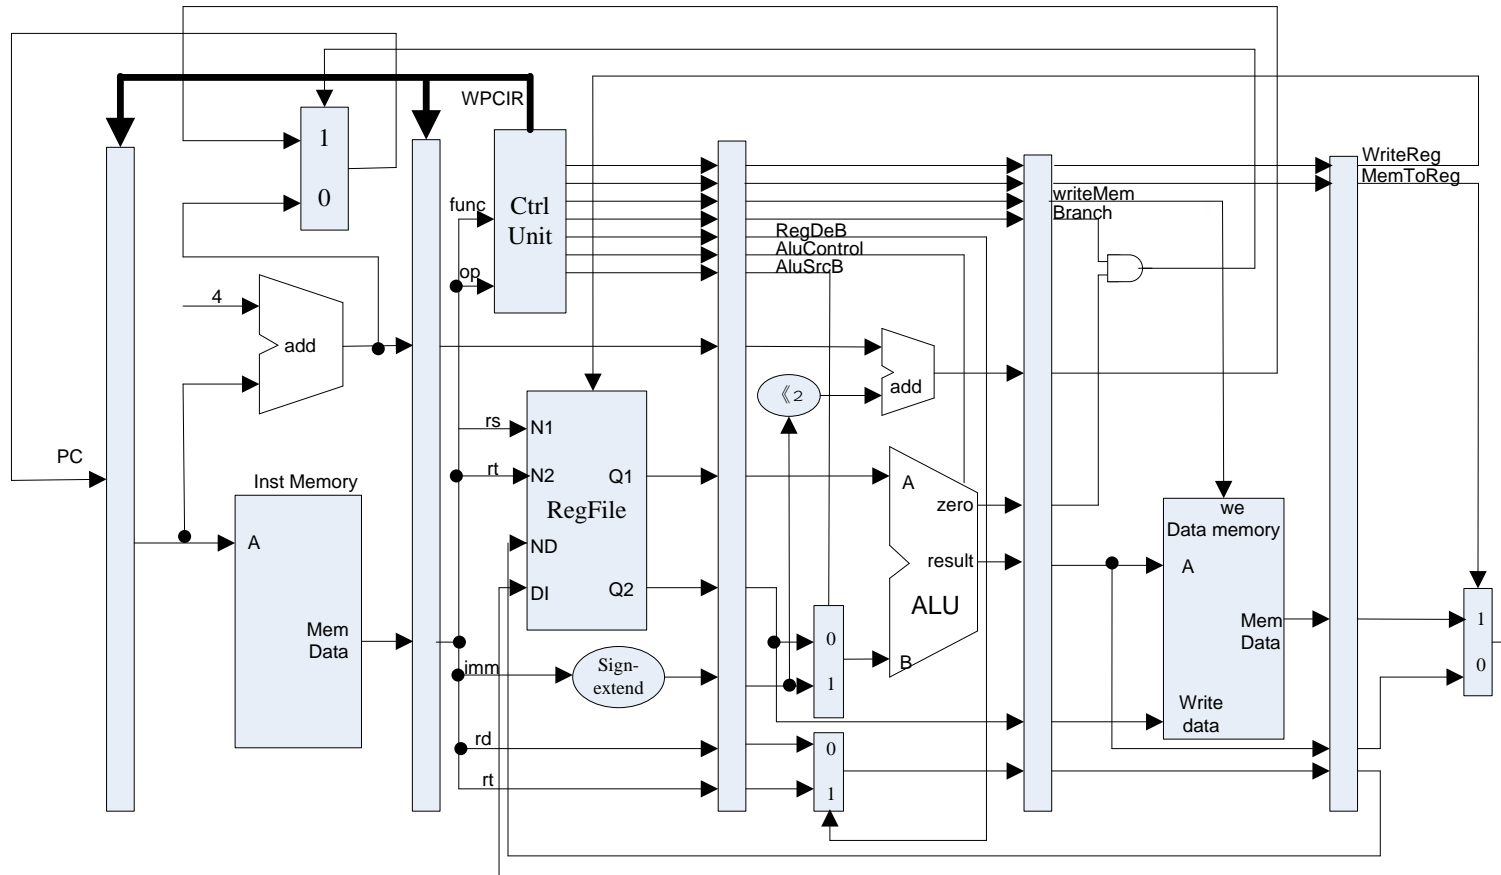 WPCIR
1
0
func
op
Ctrl
Unit
WriteReg
MemToReg
writeMem
Branch
RegDeB
AluControl
AluSrcB
4
add
《2
add
PC
Inst Memory
A
Mem
Data
rs
rt
N1
N2
Q1
RegFile
ND
DI
Q2
imm
Sign-
extend
rd
rt
0
1
0
1
A
zero
result
ALU
B
we
Data memory
A
Mem
Data
Write
data
1
0